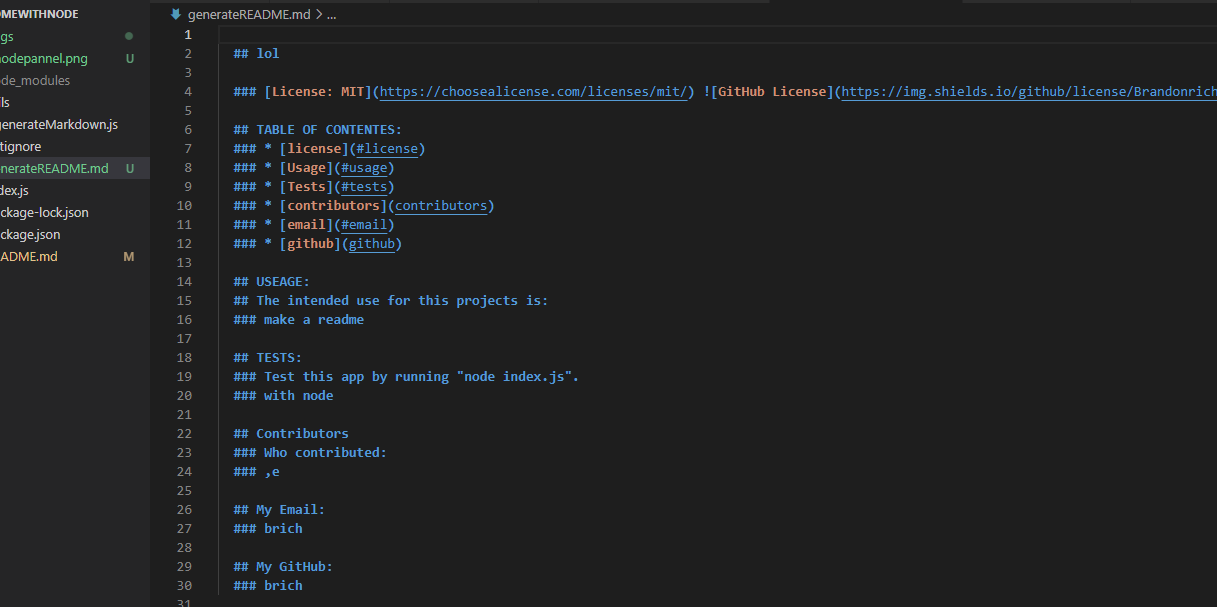 OMEWITHNODE
gs
nodepannel.png U
ode_modules
ils
generateMarkdown.js
tignore
nerateREADME.md U
dex.js
ckage-lock.json
ckage.json
ADME.md M
generateREADME.md > ...
1
2 ## lol
3
4 ### [License: MIT](https://choosealicense.com/licenses/mit/) ![GitHub License](https://img.shields.io/github/license/Brandonrich
5
6 ## TABLE OF CONTENTES:
7 ### * [license](#license)
8 ### * [Usage](#usage)
9 ### * [Tests](#tests)
10 ### * [contributors](contributors)
11 ### * [email](#email)
12 ### * [github](github)
13
14 ## USEAGE:
15 ## The intended use for this projects is:
16 ### make a readme
17
18 ## TESTS:
19 ### Test this app by running "node index.js".
20 ### with node
21
22 ## Contributors
23 ### Who contributed:
24 ### ,e
25
26 ## My Email:
27 ### brich
28
29 ## My GitHub:
30 ### brich
31